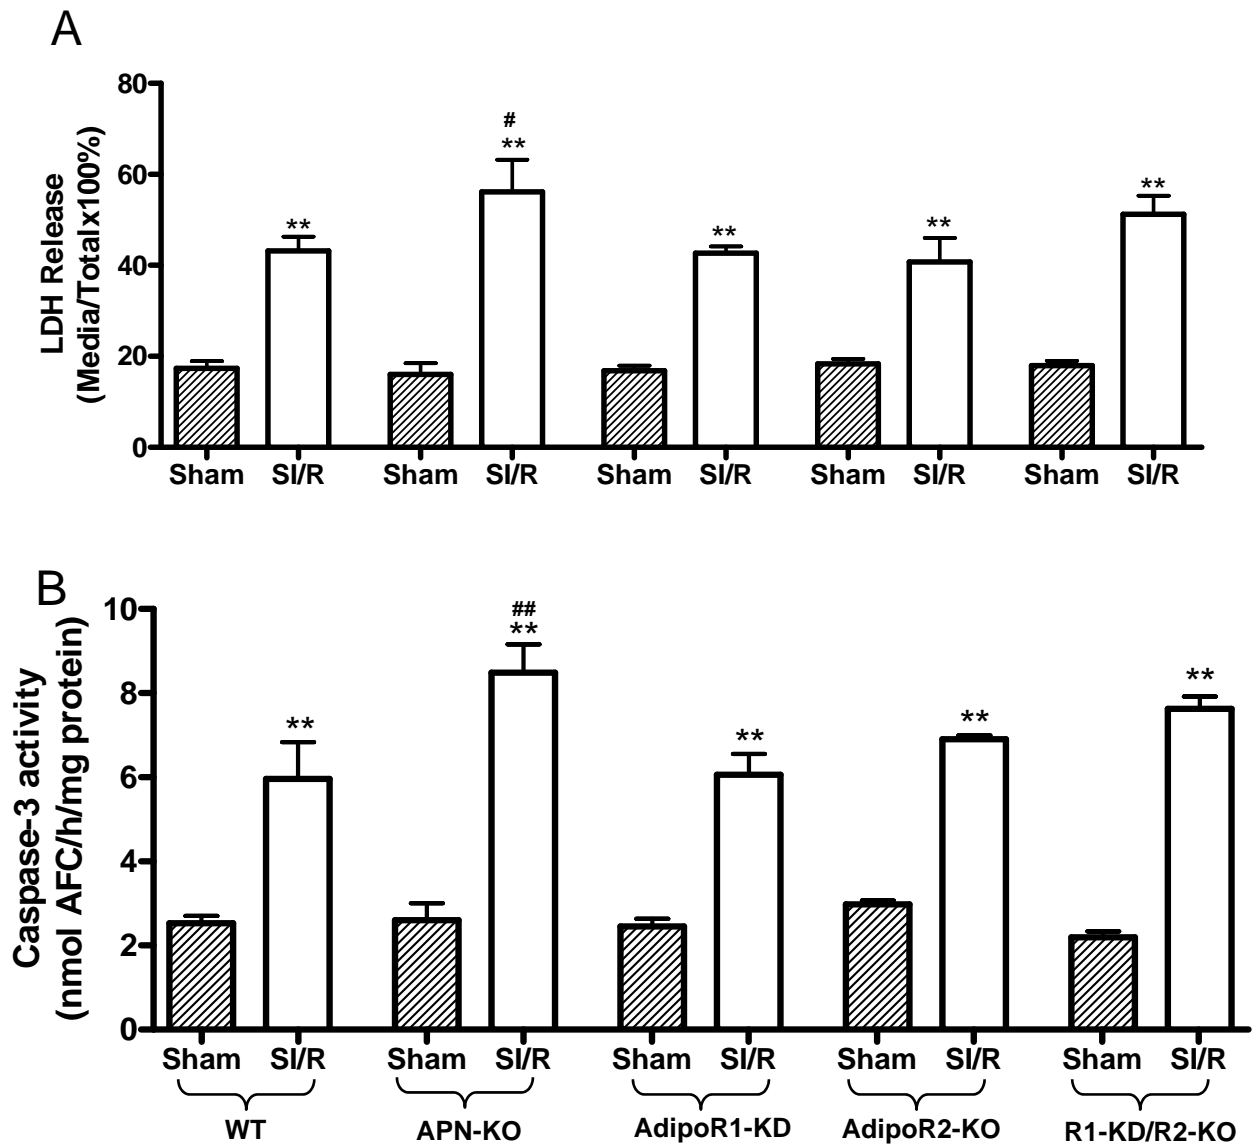 A
LDH Release
(Media/Totalx100%)
80
60
40
20
0
**
#
**
**
**
**
Sham SI/R Sham SI/R Sham SI/R Sham SI/R Sham SI/R
B
Caspase-3 activity
(nmol AFC/h/mg protein)
10
8
6
4
2
0
**
##
**
**
**
**
Sham SI/R Sham SI/R Sham SI/R Sham SI/R Sham SI/R
WT APN-KO AdipoR1-KD AdipoR2-KO R1-KD/R2-KO